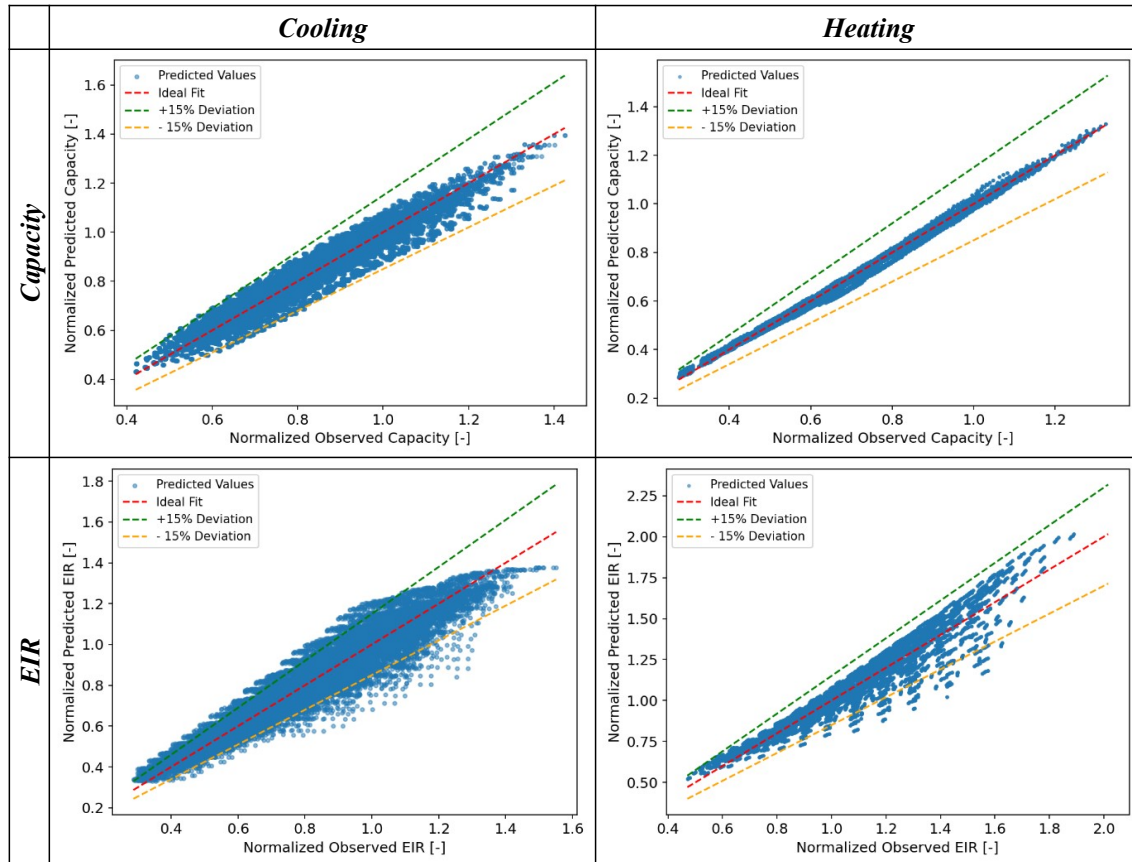 Cooling
Heating
Capacity
Predicted Values
Ideal Fit
+15% Deviation
- 15% Deviation
1.6
1.4
1.2
1.0
0.8
0.6
0.4
Normalized Predicted Capacity [-]
0.4 0.6 0.8 1.0 1.2 1.4
Normalized Observed Capacity [-]
Predicted Values
Ideal Fit
+15% Deviation
- 15% Deviation
1.4
1.2
1.0
0.8
0.6
0.4
0.2
Normalized Predicted Capacity [-]
0.4 0.6 0.8 1.0 1.2
Normalized Observed Capacity [-]
EIR
Predicted Values
Ideal Fit
+15% Deviation
- 15% Deviation
1.8
1.6
1.4
1.2
1.0
0.8
0.6
0.4
0.2
Normalized Predicted EIR [-]
0.4 0.6 0.8 1.0 1.2 1.4 1.6
Normalized Observed EIR [-]
Predicted Values
Ideal Fit
+15% Deviation
- 15% Deviation
2.25
2.00
1.75
1.50
1.25
1.00
0.75
0.50
Normalized Predicted EIR [-]
0.4 0.6 0.8 1.0 1.2 1.4 1.6 1.8 2.0
Normalized Observed EIR [-]